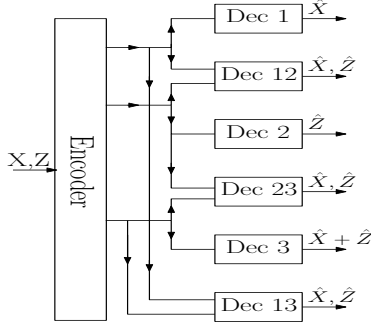 Dec 1
X̂
Dec 12
X̂, Ẑ
Dec 2
Ẑ
X,Z
Encoder
Dec 23
X̂, Ẑ
Dec 3
X̂ + Ẑ
Dec 13
X̂, Ẑ